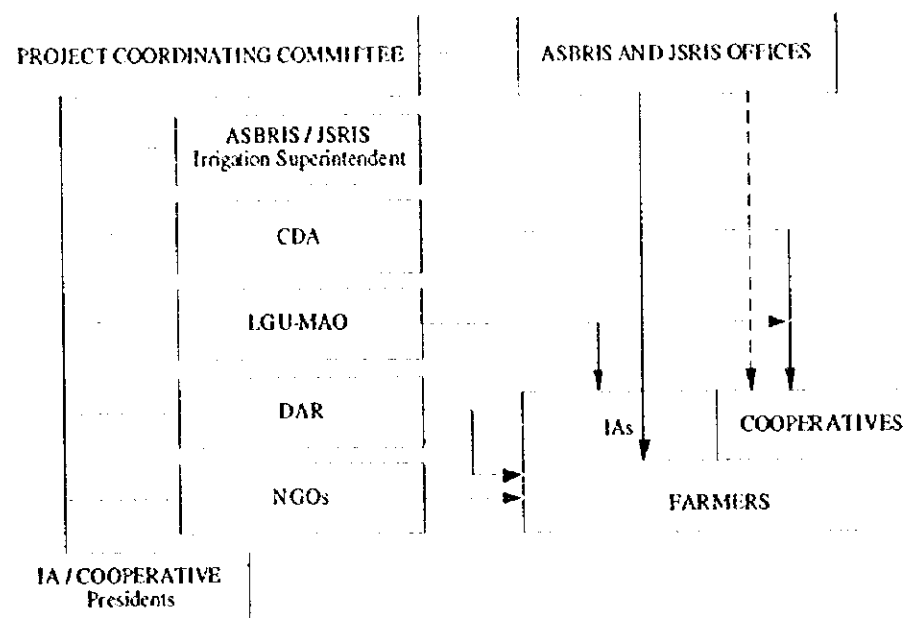 PROJECT COORDINATING COMMITTEE
ASBRIS AND JSRIS OFFICES
ASBRIS / JSRIS
Irrigation Superintendent
CDA
LGU-MAO
DAR
NGOs
IAs
COOPERATIVES
FARMERS
IA / COOPERATIVE
Presidents